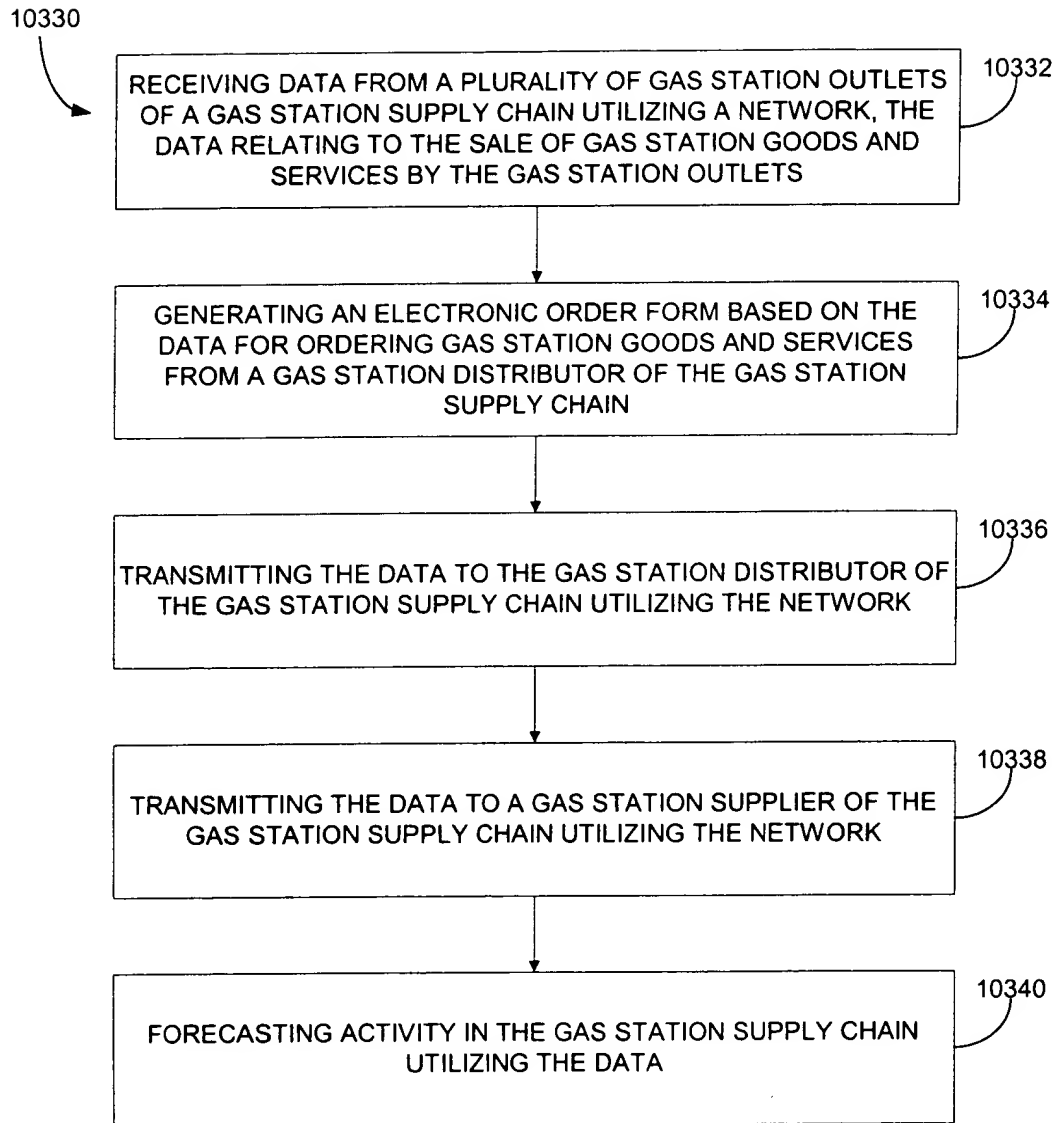 10330
RECEIVING DATA FROM A PLURALITY OF GAS STATION OUTLETS
OF A GAS STATION SUPPLY CHAIN UTILIZING A NETWORK, THE
DATA RELATING TO THE SALE OF GAS STATION GOODS AND
SERVICES BY THE GAS STATION OUTLETS
10332
GENERATING AN ELECTRONIC ORDER FORM BASED ON THE
DATA FOR ORDERING GAS STATION GOODS AND SERVICES
FROM A GAS STATION DISTRIBUTOR OF THE GAS STATION
SUPPLY CHAIN
10334
TRANSMITTING THE DATA TO THE GAS STATION DISTRIBUTOR OF
THE GAS STATION SUPPLY CHAIN UTILIZING THE NETWORK
10336
TRANSMITTING THE DATA TO A GAS STATION SUPPLIER OF THE
GAS STATION SUPPLY CHAIN UTILIZING THE NETWORK
10338
FORECASTING ACTIVITY IN THE GAS STATION SUPPLY CHAIN
UTILIZING THE DATA
10340